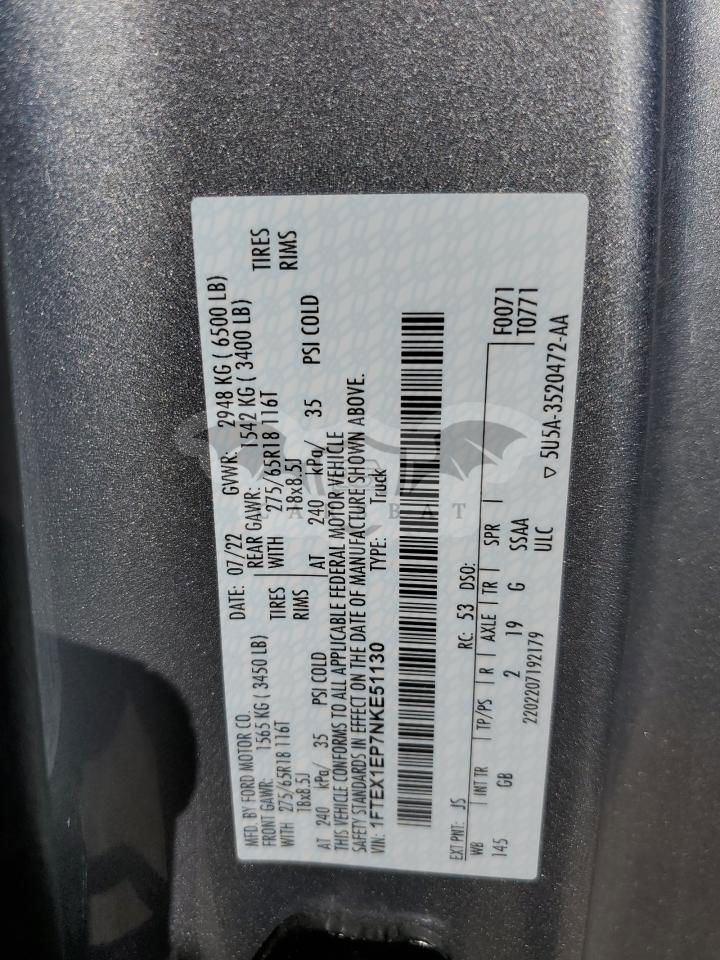 MFD. BY FORD MOTOR CO.
DATE: 07/22 GVWR: 2948 KG ( 6500 LB)
FRONT GAWR: 1565 KG ( 3450 LB) REAR GAWR: 1542 KG ( 3400 LB)
WITH 275/65R18 116T TIRES WITH 275/65R18 116T TIRES
18x8.5J RIMS 18x8.5J RIMS
AT 240 kPa/ 35 PSI COLD AT 240 kPa/ 35 PSI COLD
THIS VEHICLE CONFORMS TO ALL APPLICABLE FEDERAL MOTOR VEHICLE
SAFETY STANDARDS IN EFFECT ON THE DATE OF MANUFACTURE SHOWN ABOVE.
VIN: 1FTEX1EP7NKE51130 TYPE: Truck
EXT PNT: JS RC: 53 DSO: F0071
WB INT TR TP/PS R AXLE TR SPR T0771
145 GB 2 19 G SSAA
ULC
2202207192179 ▽ 5U5A-3520472-AA